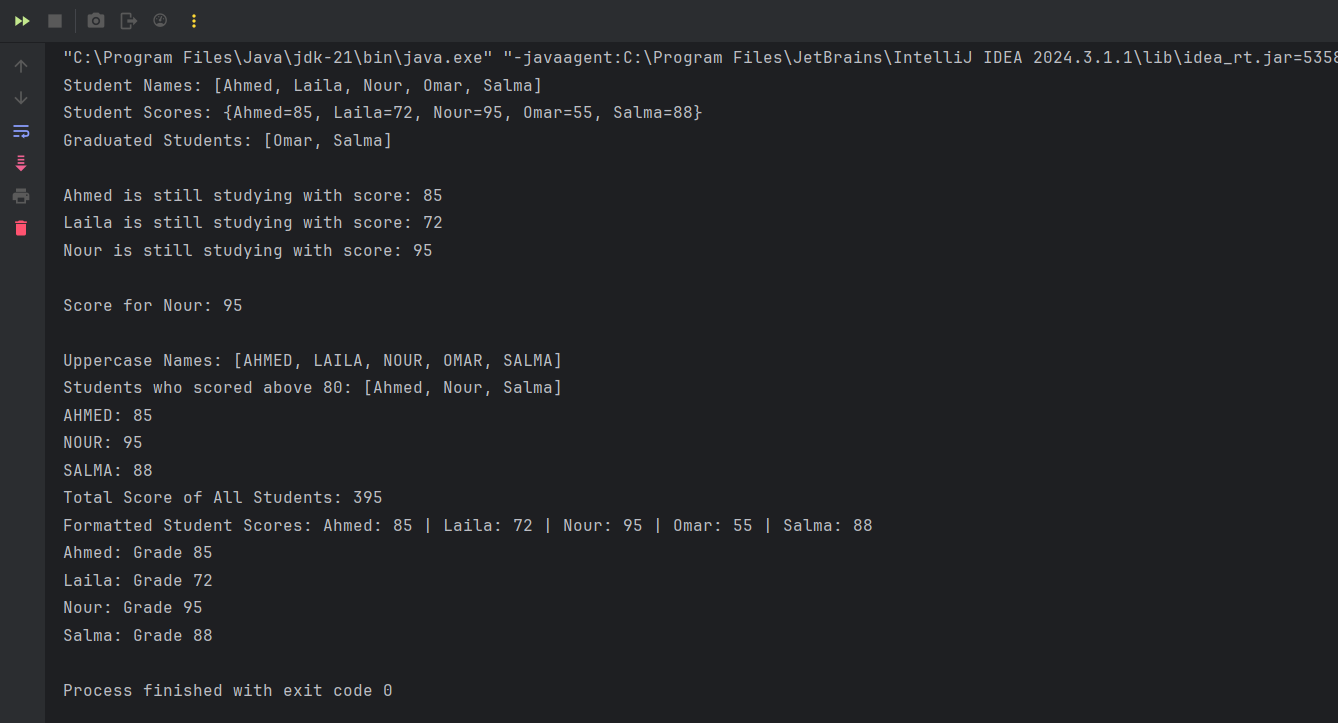 "C:\Program Files\Java\jdk-21\bin\java.exe" "-javaagent:C:\Program Files\JetBrains\IntelliJ IDEA 2024.3.1.1\lib\idea_rt.jar=5358
Student Names: [Ahmed, Laila, Nour, Omar, Salma]
Student Scores: {Ahmed=85, Laila=72, Nour=95, Omar=55, Salma=88}
Graduated Students: [Omar, Salma]
Ahmed is still studying with score: 85
Laila is still studying with score: 72
Nour is still studying with score: 95
Score for Nour: 95
Uppercase Names: [AHMED, LAILA, NOUR, OMAR, SALMA]
Students who scored above 80: [Ahmed, Nour, Salma]
AHMED: 85
NOUR: 95
SALMA: 88
Total Score of All Students: 395
Formatted Student Scores: Ahmed: 85 | Laila: 72 | Nour: 95 | Omar: 55 | Salma: 88
Ahmed: Grade 85
Laila: Grade 72
Nour: Grade 95
Salma: Grade 88
Process finished with exit code 0